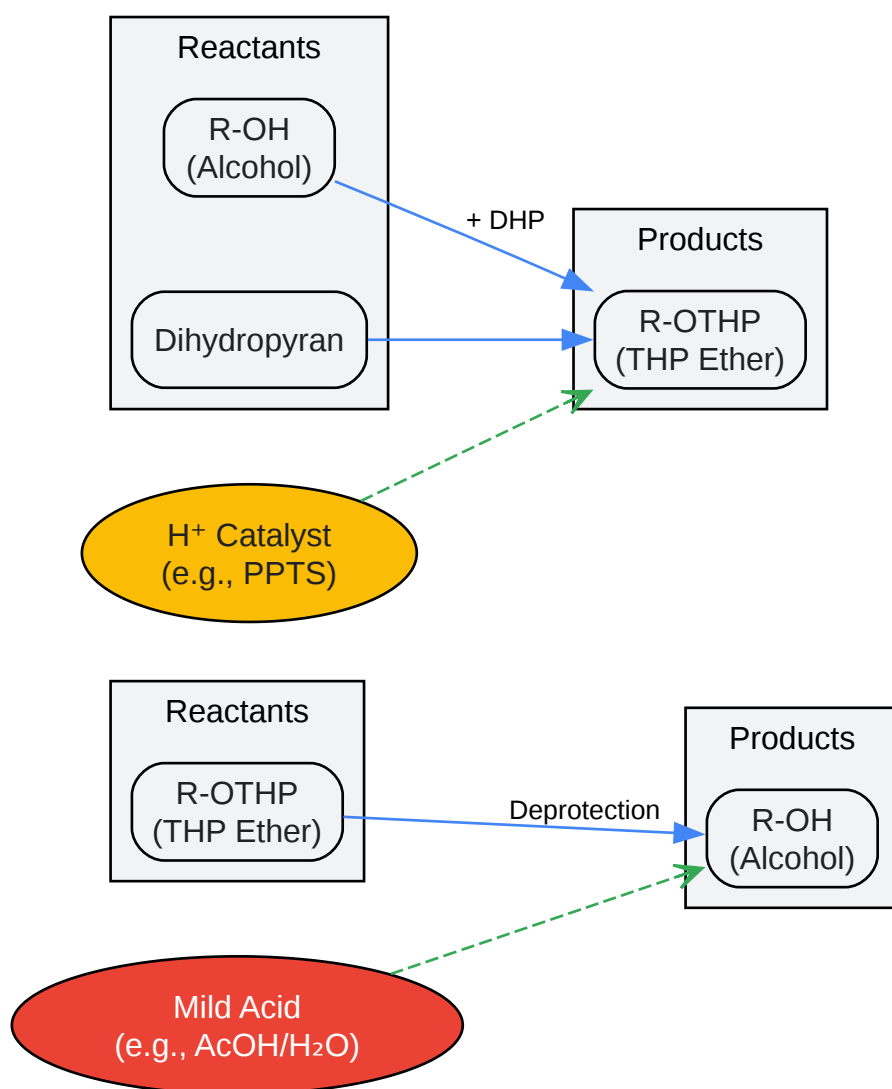 Reactants
R-OH
(Alcohol)
+ DHP
Products
Dihydropyran
R-OTHP
(THP Ether)
H⁺ Catalyst
(e.g., PPTS)
Reactants
R-OTHP
(THP Ether)
Deprotection
Products
R-OH
(Alcohol)
Mild Acid
(e.g., AcOH/H₂O)